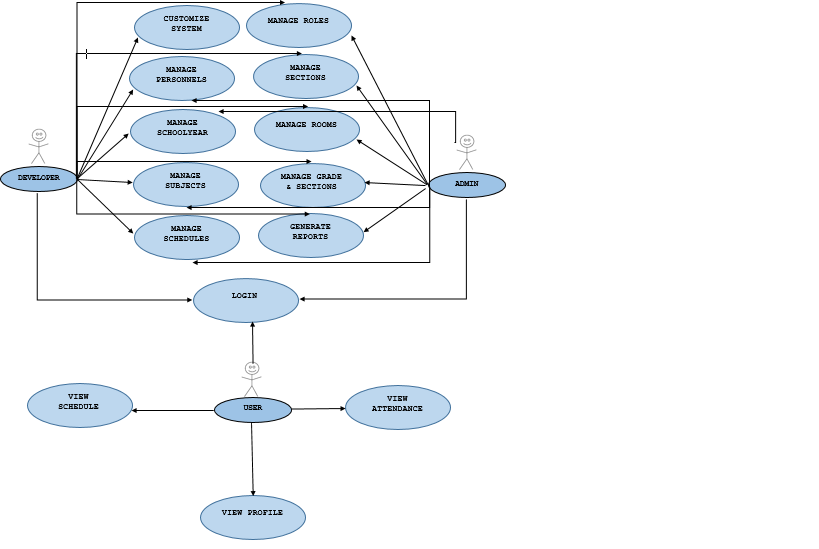 CUSTOMIZE
SYSTEM
MANAGE ROLES
MANAGE
PERSONNELS
MANAGE
SECTIONS
MANAGE
SCHOOLYEAR
MANAGE ROOMS
DEVELOPER
MANAGE
SUBJECTS
MANAGE GRADE
& SECTIONS
ADMIN
MANAGE
SCHEDULES
GENERATE
REPORTS
LOGIN
VIEW
SCHEDULE
USER
VIEW
ATTENDANCE
VIEW PROFILE